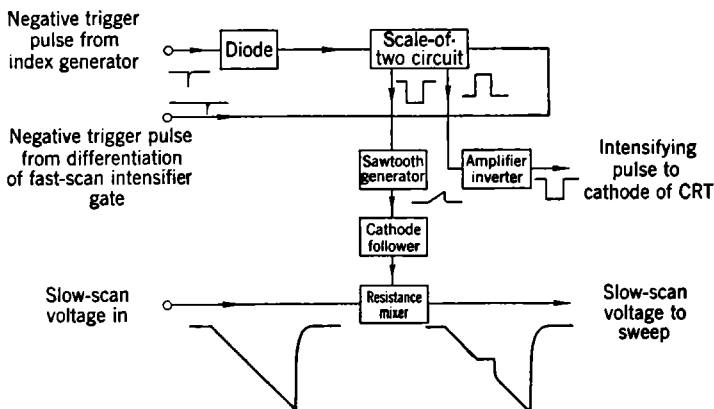 Negative trigger
pulse from
index generator
Diode
Scale-of-
two circuit
Negative trigger pulse
from differentiation
of fast-scan intensifier
gate
Sawtooth
generator
Amplifier
inverter
Intensifying
pulse to
cathode of CRT
Cathode
follower
Slow-scan
voltage in
Resistance
mixer
Slow-scan
voltage to
sweep